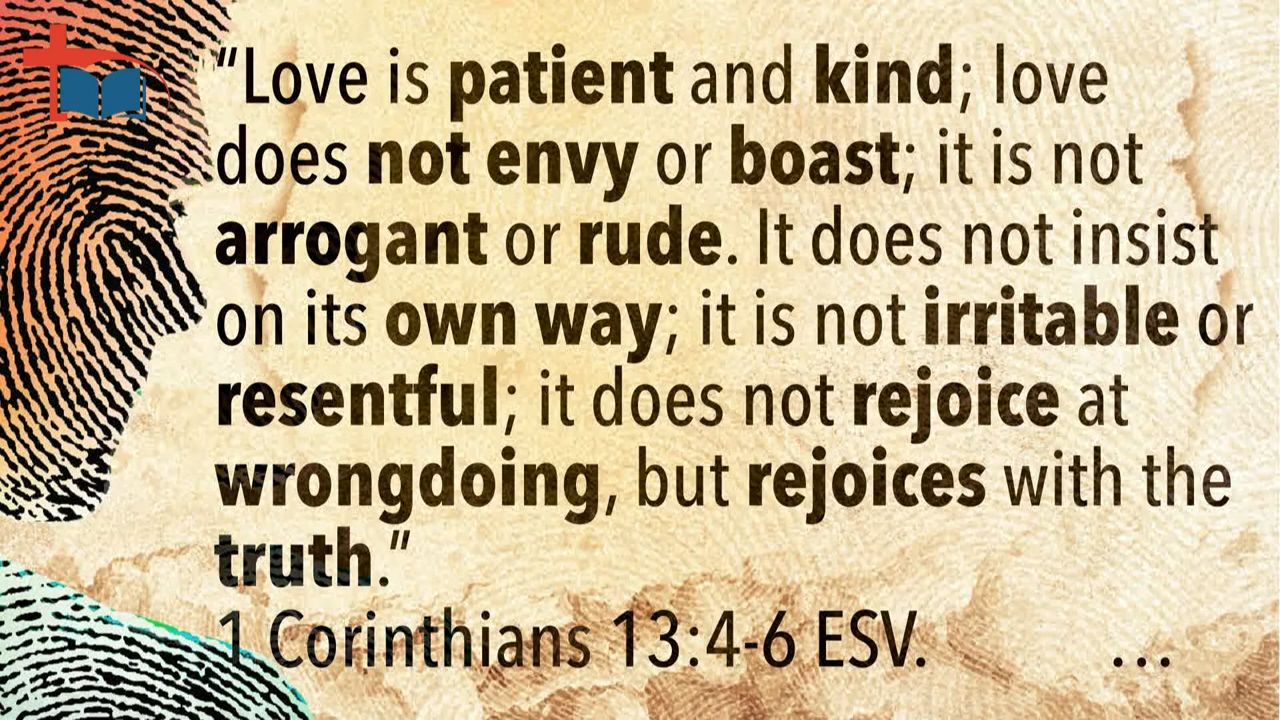 “Love is patient and kind; love
does not envy or boast; it is not
arrogant or rude. It does not insist
on its own way; it is not irritable or
resentful; it does not rejoice at
wrongdoing, but rejoices with the
truth.”
1 Corinthians 13:4-6 ESV. ...